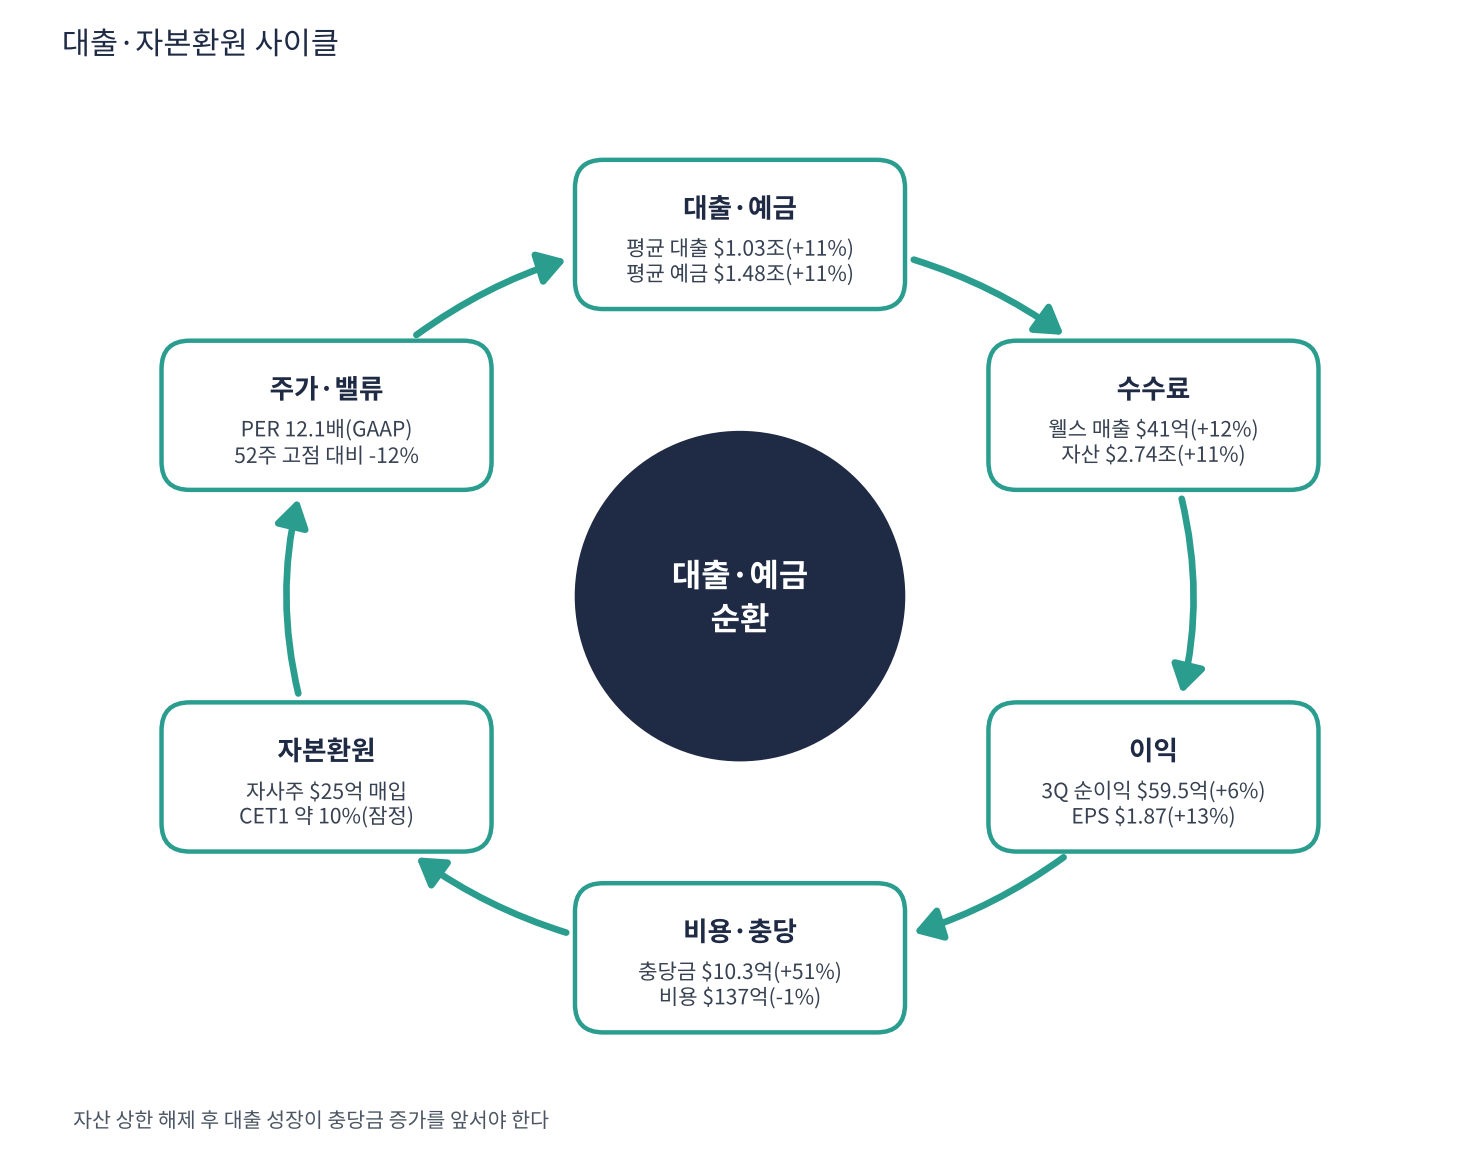 대출·자본환원 사이클
대출·예금
평균 대출 $1.03조(+11%)
평균 예금 $1.48조(+11%)
수수료
웰스 매출 $41억(+12%)
자산 $2.74조(+11%)
이익
3Q 순이익 $59.5억(+6%)
EPS $1.87(+13%)
비용·충당
충당금 $10.3억(+51%)
비용 $137억(-1%)
자본환원
자사주 $25억 매입
CET1 약 10%(잠정)
주가·밸류
PER 12.1배(GAAP)
52주 고점 대비 -12%
대출·예금
순환
자산 상한 해제 후 대출 성장이 충당금 증가를 앞서야 한다